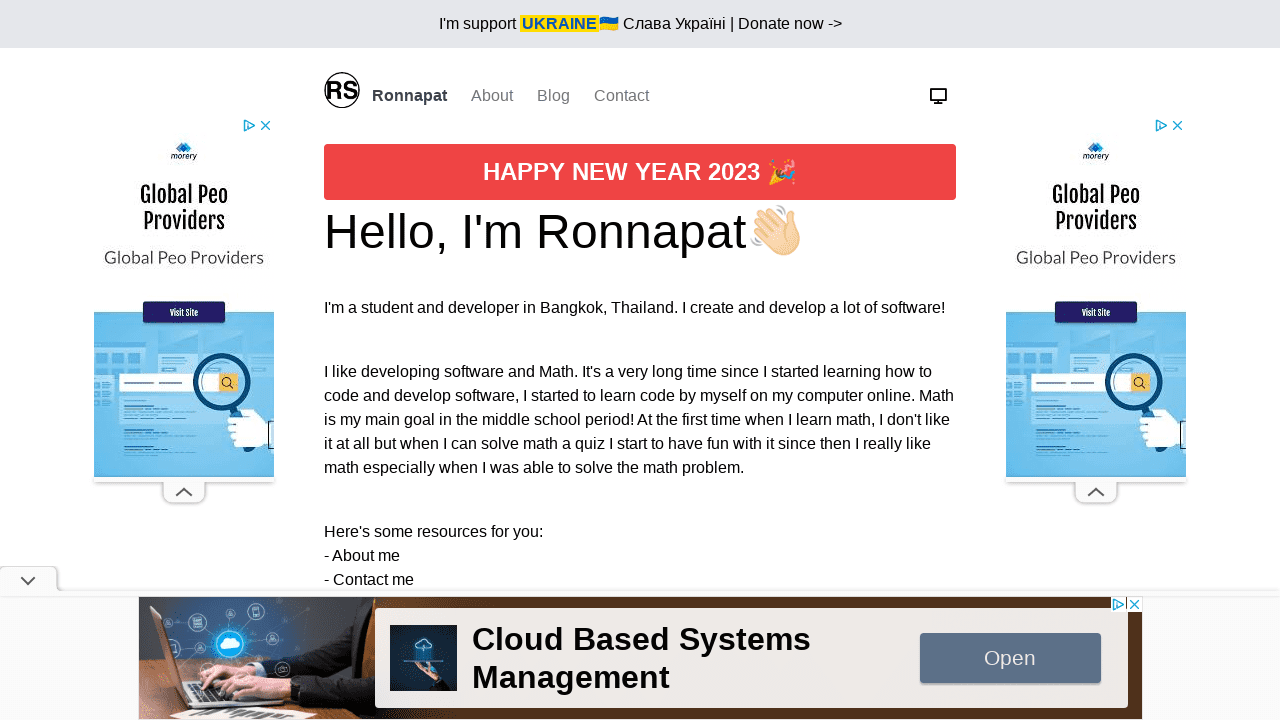 I'm support UKRAINE🇺🇦 Слава Україні | Donate now ->
RS Ronnapat About Blog Contact
HAPPY NEW YEAR 2023 🎉
Hello, I'm Ronnapat👋🏻
I'm a student and developer in Bangkok, Thailand. I create and develop a lot of software!
I like developing software and Math. It's a very long time since I started learning how to
code and develop software, I started to learn code by myself on my computer online. Math
is my main goal in the middle school period! At the first time when I learn math, I don't like
it at all but when I can solve math a quiz I start to have fun with it since then I really like
math especially when I was able to solve the math problem.
Here's some resources for you:
- About me
- Contact me
morery
Global Peo
Providers
Global Peo Providers
Visit Site
morery
Global Peo
Providers
Global Peo Providers
Visit Site
Cloud Based Systems
Management
Open